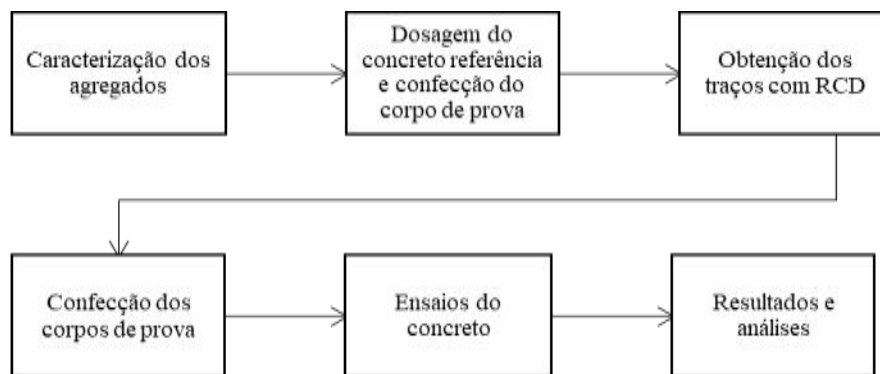 Caracterização dos
agregados
Dosagem do
concreto referência
e confecção do
corpo de prova
Obtenção dos
traços com RCD
Confecção dos
corpos de prova
Ensaios do
concreto
Resultados e
análises